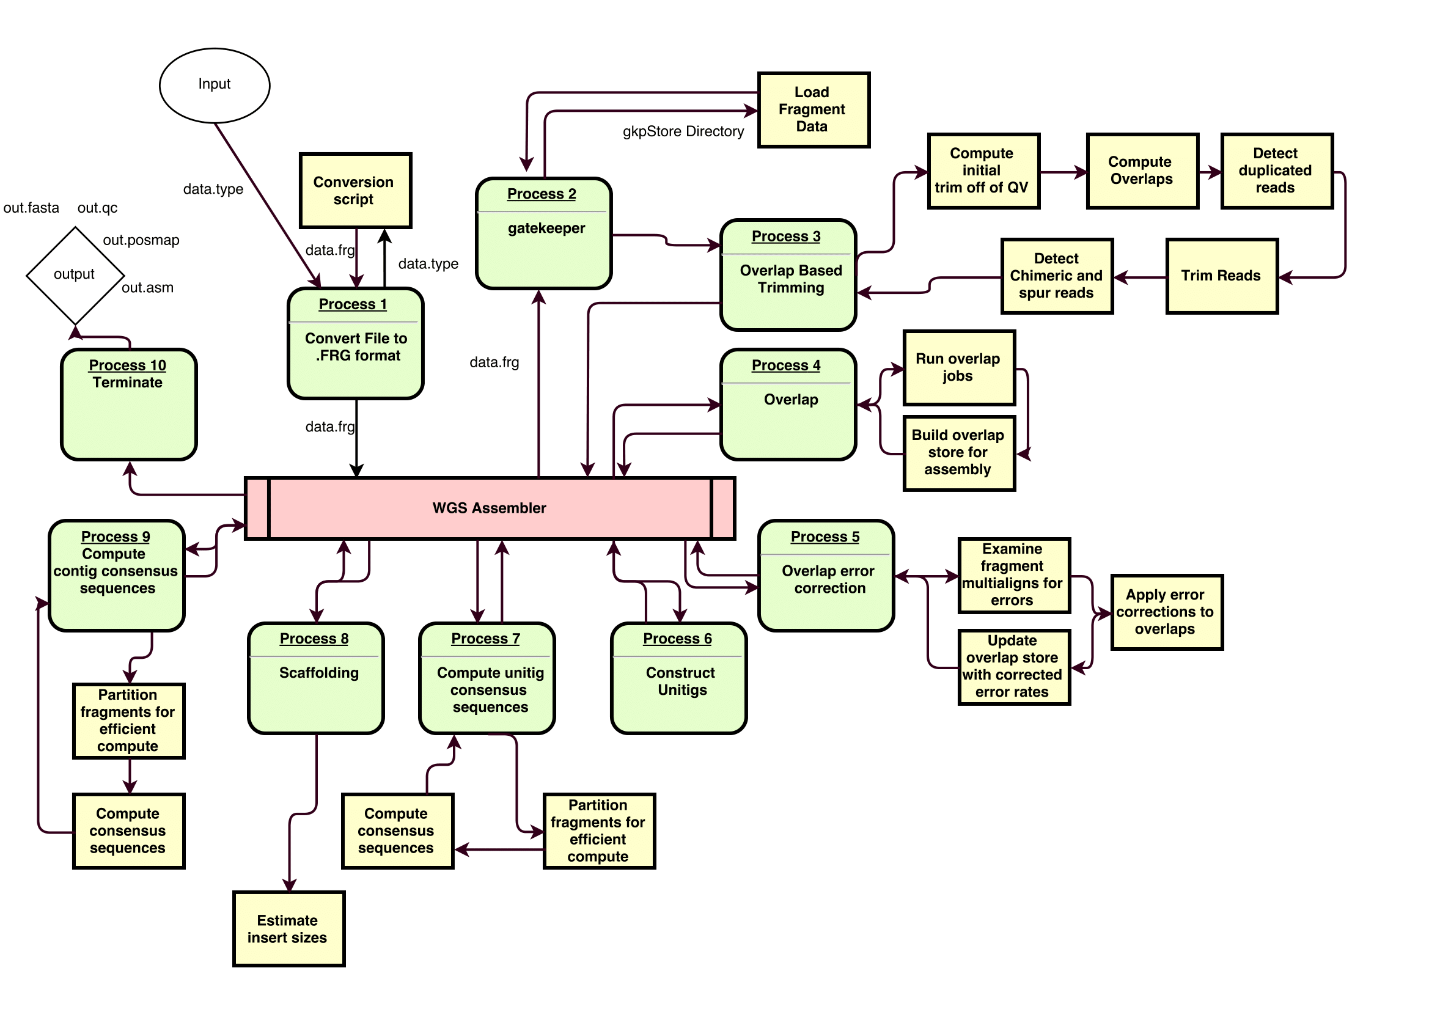 Input
data.type
Conversion
script
data.frg
data.type
Process 1
Convert File to
.FRG format
data.frg
out.fasta
out.qc
out.posmap
output
out.asm
Process 10
Terminate
Load
Fragment
Data
gkpStore Directory
Process 2
gatekeeper
data.frg
Process 3
Overlap Based
Trimming
Compute
initial
trim off of QV
Compute
Overlaps
Detect
duplicated
reads
Trim Reads
Detect
Chimeric and
spur reads
Process 4
Overlap
Run overlap
jobs
Build overlap
store for
assembly
WGS Assembler
Process 5
Overlap error
correction
Examine
fragment
multialigns for
errors
Apply error
corrections to
overlaps
Update
overlap store
with corrected
error rates
Process 6
Construct
Unitigs
Process 7
Compute unitig
consensus
sequences
Partition
fragments for
efficient
compute
Compute
consensus
sequences
Process 8
Scaffolding
Estimate
insert sizes
Process 9
Compute
contig consensus
sequences
Partition
fragments for
efficient
compute
Compute
consensus
sequences